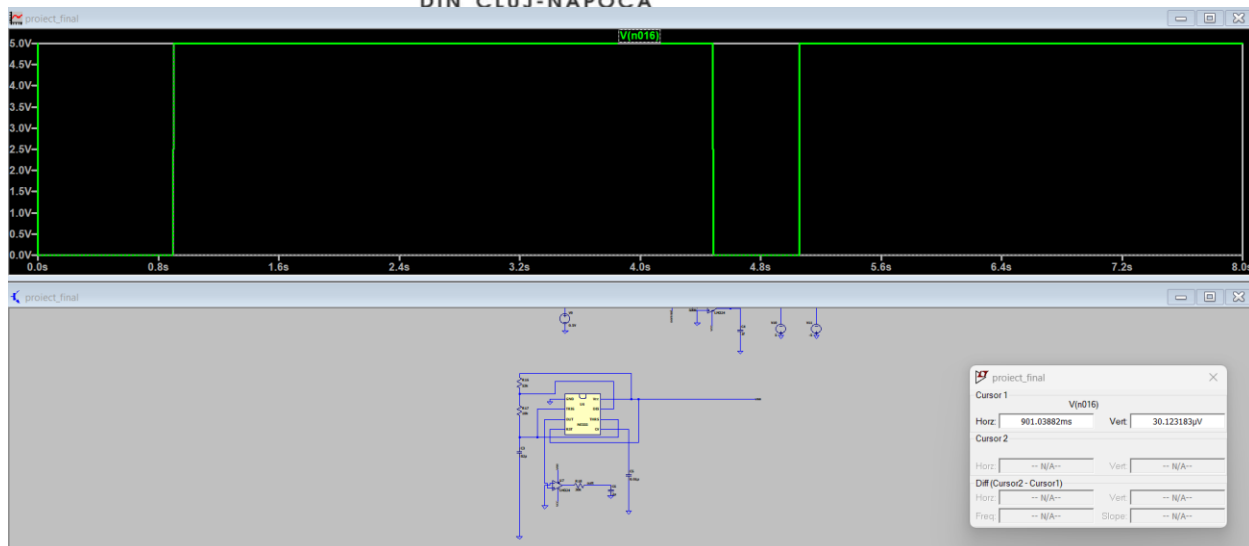 DIN CLUJ-NAPOCA
proiect_final
V(n016)
5.0V
4.5V
4.0V
3.5V
3.0V
2.5V
2.0V
1.5V
1.0V
0.5V
0.0V
0.0s 0.8s 1.6s 2.4s 3.2s 4.0s 4.8s 5.6s 6.4s 7.2s 8.0s
proiect_final
proiect_final
Cursor 1
V(n016)
Horz: 901.03882ms Vert: 30.123183µV
Cursor 2
Horz: -- N/A-- Vert: -- N/A--
Diff (Cursor2 - Cursor1)
Horz: -- N/A-- Vert: -- N/A--
Freq: -- N/A-- Slope: -- N/A--